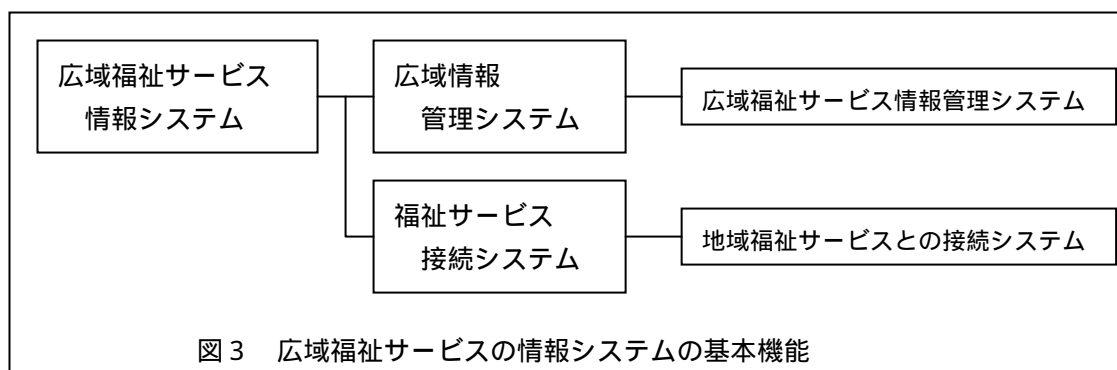 広域福祉サービス
情報システム
広域情報
管理システム
広域福祉サービス情報管理システム
福祉サービス
接続システム
地域福祉サービスとの接続システム
図3 広域福祉サービスの情報システムの基本機能